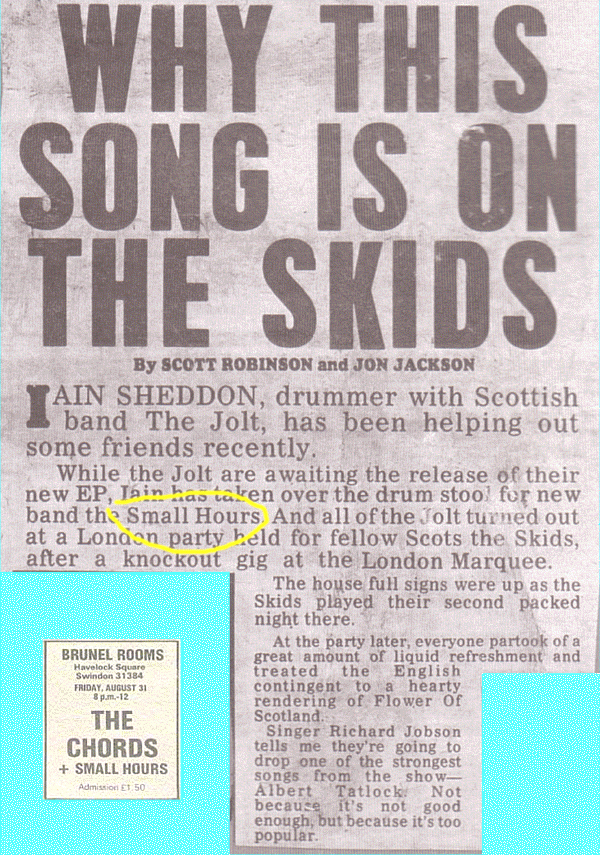 WHY THIS
SONG IS ON
THE SKIDS
By SCOTT ROBINSON and JON JACKSON
IAIN SHEDDON, drummer with Scottish
band The Jolt, has been helping out
some friends recently.
While the Jolt are awaiting the release of their
new EP, Iain has taken over the drum stool for new
band the Small Hours. And all of the Jolt turned out
at a London party held for fellow Scots the Skids,
after a knockout gig at the London Marquee.
The house full signs were up as the
Skids played their second packed
night there.
At the party later, everyone partook of a
great amount of liquid refreshment and
treated the English
contingent to a hearty
rendering of Flower Of
Scotland.
Singer Richard Jobson
tells me they're going to
drop one of the strongest
songs from the show—
Albert Tatlock. Not
because it's not good
enough, but because it's too
popular.
BRUNEL ROOMS
Havelock Square
Swindon 31384
FRIDAY, AUGUST 31
8 p.m.-12
THE
CHORDS
+ SMALL HOURS
Admission £1.50